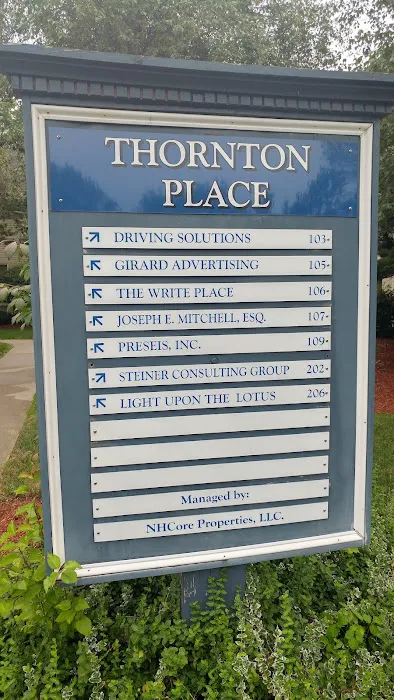 THORNTON
PLACE
DRIVING SOLUTIONS 103
GIRARD ADVERTISING 105
THE WRITE PLACE 106
JOSEPH E. MITCHELL, ESQ. 107
PRESEIS, INC. 109
STEINER CONSULTING GROUP 202
LIGHT UPON THE LOTUS 206
Managed by:
NHCore Properties, LLC.